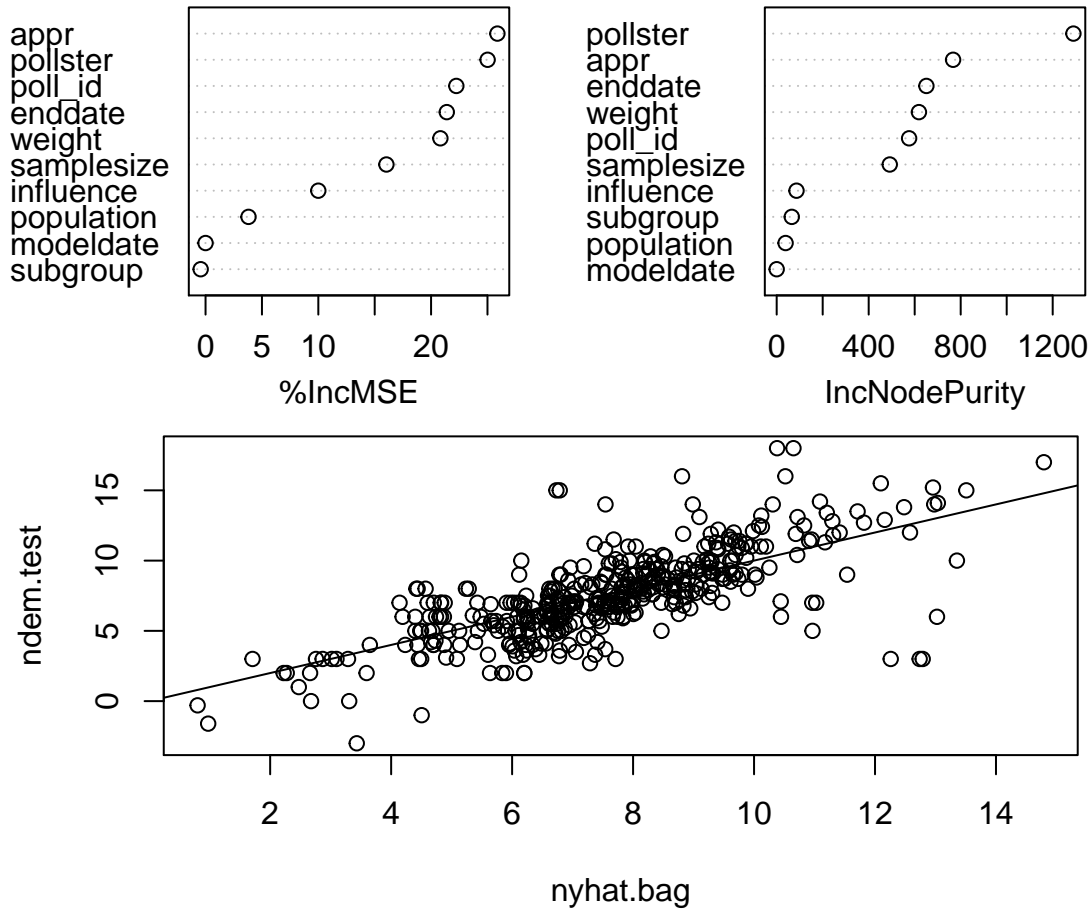 appr
pollster
poll_id
enddate
weight
samplesize
influence
population
modeldate
subgroup
0 5 10 20
%IncMSE
pollster
appr
enddate
weight
poll_id
samplesize
influence
subgroup
population
modeldate
0 400 800 1200
IncNodePurity
ndem.test
15
10
5
0
2 4 6 8 10 12 14
nyhat.bag